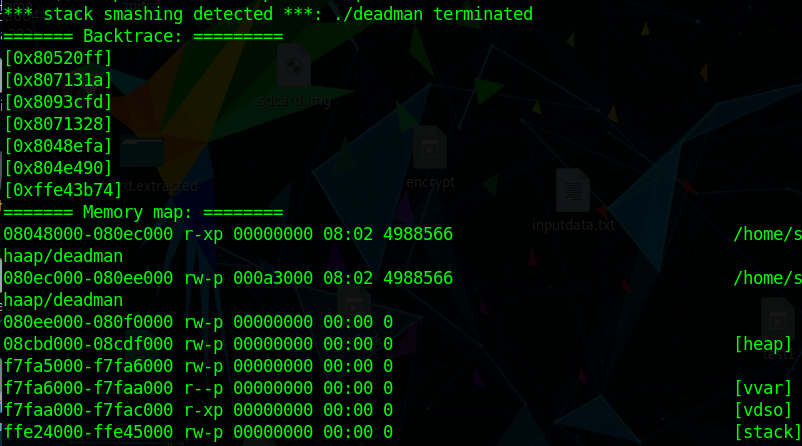 *** stack smashing detected ***: ./deadman terminated
======= Backtrace: =========
[0x80520ff]
[0x807131a]
[0x8093cfd]
[0x8071328]
[0x8048efa]
[0x804e490]
[0xffe43b74]
======= Memory map: ========
08048000-080ec000 r-xp 00000000 08:02 4988566 /home/s
haap/deadman
080ec000-080ee000 rw-p 000a3000 08:02 4988566 /home/s
haap/deadman
080ee000-080f0000 rw-p 00000000 00:00 0
08cbd000-08cdf000 rw-p 00000000 00:00 0 [heap]
f7fa5000-f7fa6000 rw-p 00000000 00:00 0
f7fa6000-f7faa000 r--p 00000000 00:00 0 [vvar]
f7faa000-f7fac000 r-xp 00000000 00:00 0 [vdso]
ffe24000-ffe45000 rw-p 00000000 00:00 0 [stack]
sdcard.img
d.extracted
encrypt
inputdata.txt